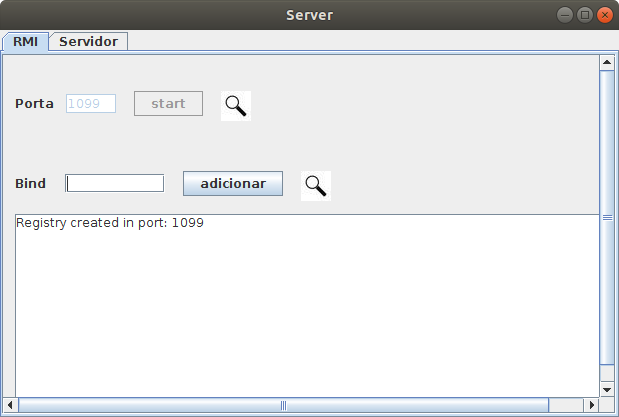 Server
RMI Servidor
Porta 1099 start
Bind adicionar
Registry created in port: 1099